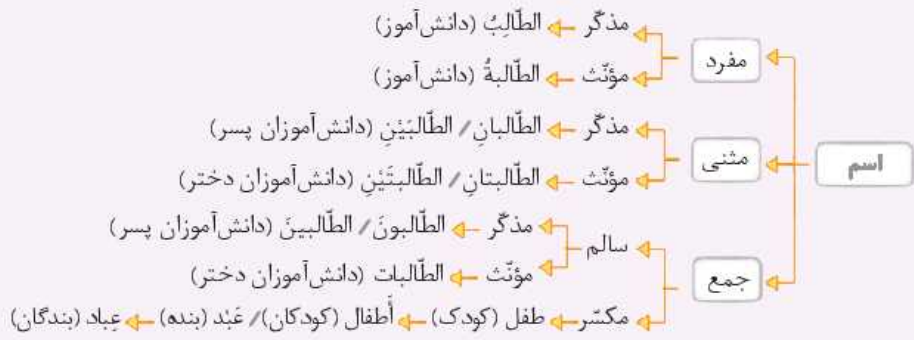 مذکّر الطّالِبُ (دانش‌آموز)
مفرد
مؤنّث الطّالبةُ (دانش‌آموز)
مذکّر الطّالبانِ / الطّالبَیْنِ (دانش‌آموزان پسر)
اسم
مثنی
مؤنّث الطّالبتانِ / الطّالبتَیْنِ (دانش‌آموزان دختر)
مذکّر الطّالبونَ / الطّالبینَ (دانش‌آموزان پسر)
سالم
مؤنّث الطّالبات (دانش‌آموزان دختر)
جمع
مکسّر طفل (کودک) أَطفال (کودکان) / عَبْد (بنده) عِباد (بندگان)